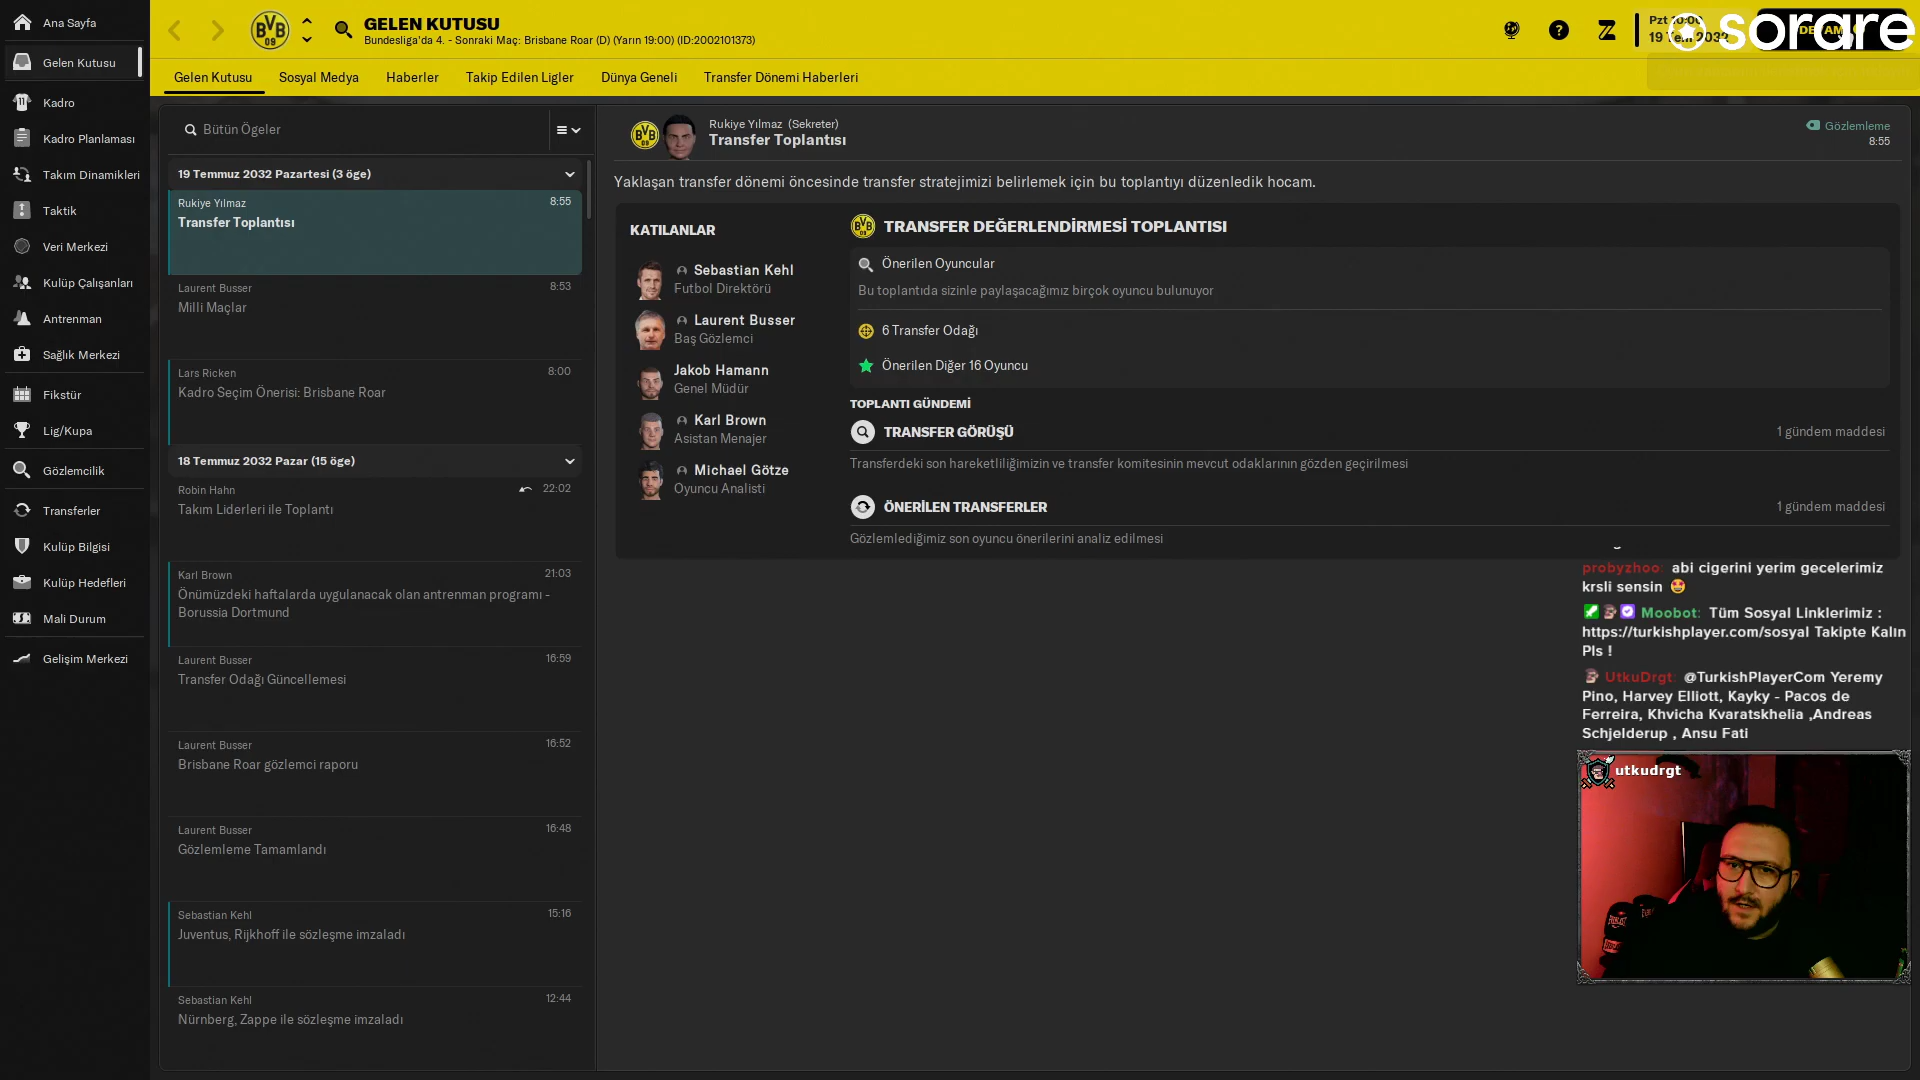 Ana Sayfa
Gelen Kutusu
Kadro
Kadro Planlaması
Takım Dinamikleri
Taktik
Veri Merkezi
Kulüp Çalışanları
Antrenman
Sağlık Merkezi
Fikstür
Lig/Kupa
Gözlemcilik
Transferler
Kulüp Bilgisi
Kulüp Hedefleri
Mali Durum
Gelişim Merkezi
GELEN KUTUSU
Bundesliga'da 4. - Sonraki Maç: Brisbane Roar (D) (Yarın 19:00) (ID:2002101373)
Pzt 10:00
19 Tem 2032
sorare
Gelen Kutusu
Sosyal Medya
Haberler
Takip Edilen Ligler
Dünya Geneli
Transfer Dönemi Haberleri
Bütün Ögeler
19 Temmuz 2032 Pazartesi (3 öge)
Rukiye Yılmaz 8:55
Transfer Toplantısı
Laurent Busser 8:53
Milli Maçlar
Lars Ricken 8:00
Kadro Seçim Önerisi: Brisbane Roar
18 Temmuz 2032 Pazar (15 öge)
Robin Hahn 22:02
Takım Liderleri ile Toplantı
Karl Brown 21:03
Önümüzdeki haftalarda uygulanacak olan antrenman programı -
Borussia Dortmund
Laurent Busser 16:59
Transfer Odağı Güncellemesi
Laurent Busser 16:52
Brisbane Roar gözlemci raporu
Laurent Busser 16:48
Gözlemleme Tamamlandı
Sebastian Kehl 15:16
Juventus, Rijkhoff ile sözleşme imzaladı
Sebastian Kehl 12:44
Nürnberg, Zappe ile sözleşme imzaladı
Rukiye Yılmaz (Sekreter)
Transfer Toplantısı
Gözlemleme
8:55
Yaklaşan transfer dönemi öncesinde transfer stratejimizi belirlemek için bu toplantıyı düzenledik hocam.
KATILANLAR
Sebastian Kehl
Futbol Direktörü
Laurent Busser
Baş Gözlemci
Jakob Hamann
Genel Müdür
Karl Brown
Asistan Menajer
Michael Götze
Oyuncu Analisti
TRANSFER DEĞERLENDİRMESİ TOPLANTISI
Önerilen Oyuncular
Bu toplantıda sizinle paylaşacağımız birçok oyuncu bulunuyor
6 Transfer Odağı
Önerilen Diğer 16 Oyuncu
TOPLANTI GÜNDEMİ
TRANSFER GÖRÜŞÜ 1 gündem maddesi
Transferdeki son hareketliliğimizin ve transfer komitesinin mevcut odaklarının gözden geçirilmesi
ÖNERİLEN TRANSFERLER 1 gündem maddesi
Gözlemlediğimiz son oyuncu önerilerini analiz edilmesi
probyzhoo: abi cigerini yerim gecelerimiz
krsli sensin
Moobot: Tüm Sosyal Linklerimiz :
https://turkishplayer.com/sosyal Takipte Kalın
Pls !
UtkuDrgt: @TurkishPlayerCom Yeremy
Pino, Harvey Elliott, Kayky - Pacos de
Ferreira, Khvicha Kvaratskhelia ,Andreas
Schjelderup , Ansu Fati
utkudrgt